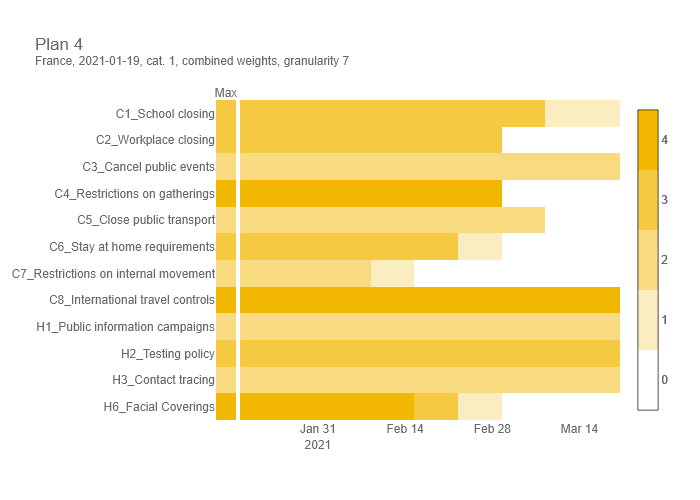 Plan 4
France, 2021-01-19, cat. 1, combined weights, granularity 7
Max
C1_School closing
C2_Workplace closing
C3_Cancel public events
C4_Restrictions on gatherings
C5_Close public transport
C6_Stay at home requirements
C7_Restrictions on internal movement
C8_International travel controls
H1_Public information campaigns
H2_Testing policy
H3_Contact tracing
H6_Facial Coverings
Jan 31 Feb 14 Feb 28 Mar 14
2021
4
3
2
1
0